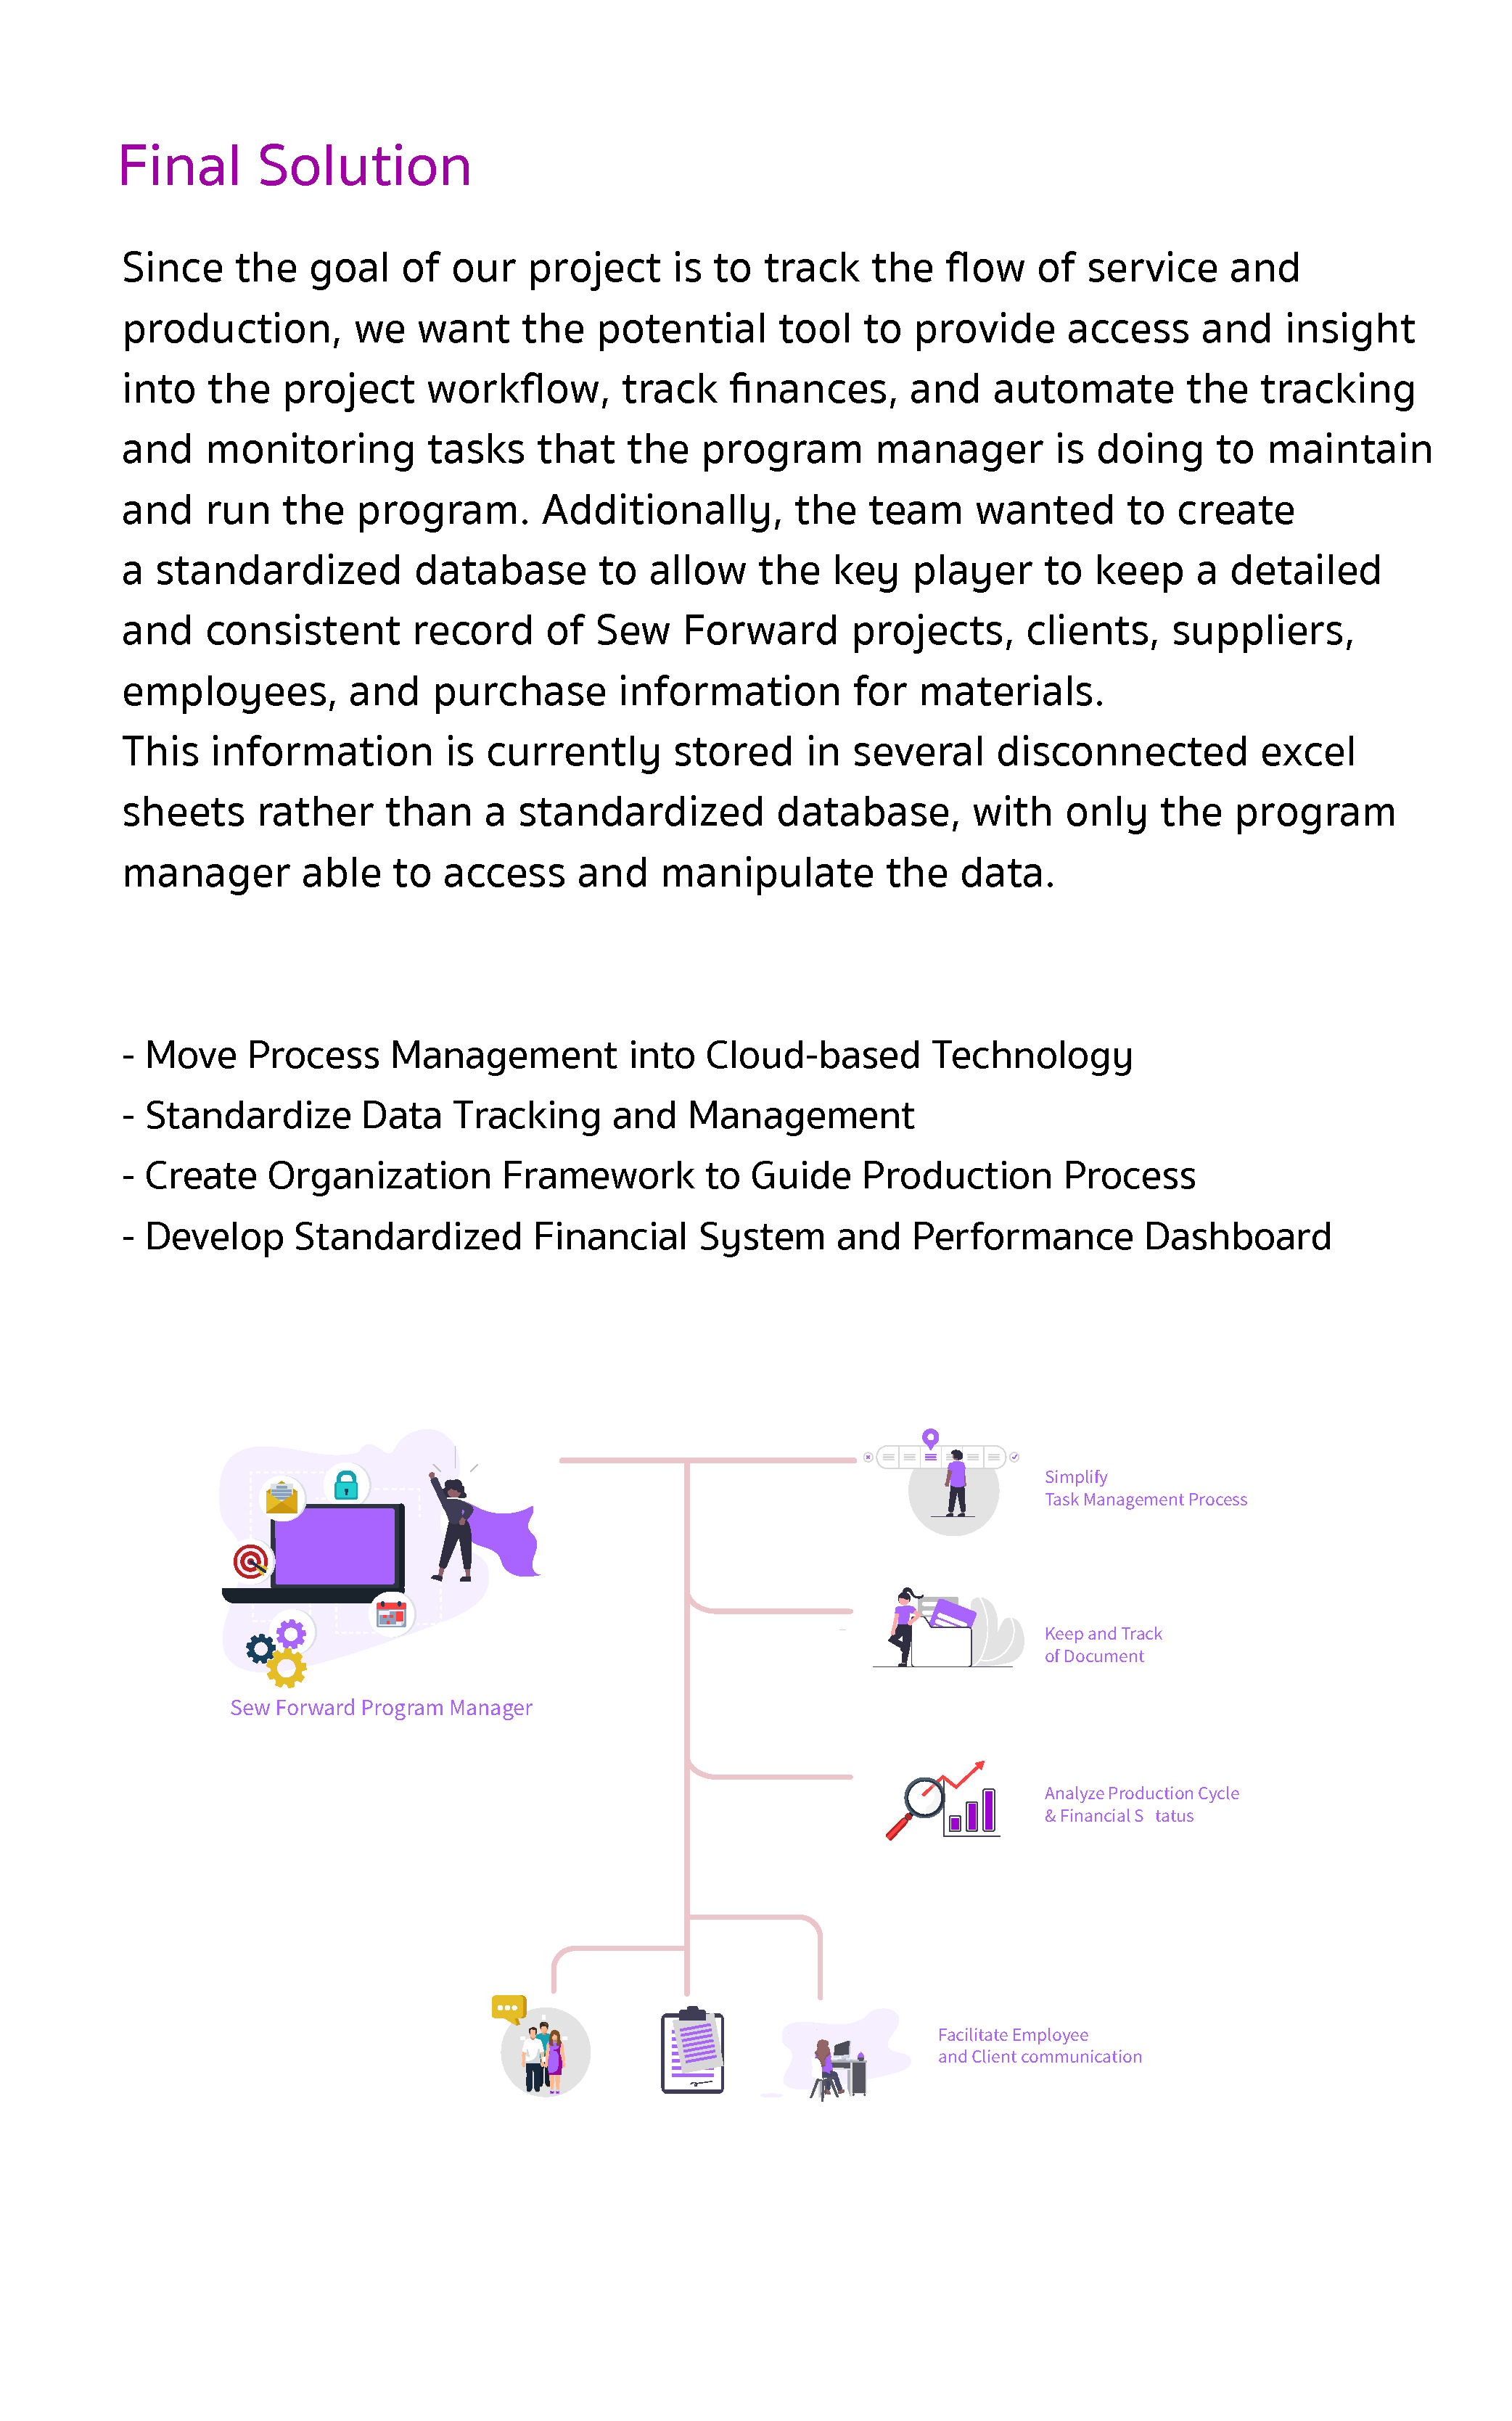 Final Solution
Since the goal of our project is to track the flow of service and
production, we want the potential tool to provide access and insight
into the project workflow, track finances, and automate the tracking
and monitoring tasks that the program manager is doing to maintain
and run the program. Additionally, the team wanted to create
a standardized database to allow the key player to keep a detailed
and consistent record of Sew Forward projects, clients, suppliers,
employees, and purchase information for materials.
This information is currently stored in several disconnected excel
sheets rather than a standardized database, with only the program
manager able to access and manipulate the data.
- Move Process Management into Cloud-based Technology
- Standardize Data Tracking and Management
- Create Organization Framework to Guide Production Process
- Develop Standardized Financial System and Performance Dashboard
Simplify
Task Management Process
Keep and Track
of Document
Sew Forward Program Manager
Analyze Production Cycle
& Financial S tatus
Facilitate Employee
and Client communication